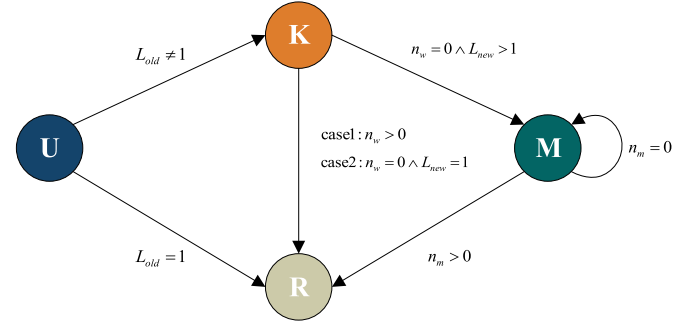 K
L_old ≠ 1
n_w = 0 ∧ L_new > 1
U
case1: n_w > 0
case2: n_w = 0 ∧ L_new = 1
M
n_m = 0
L_old = 1
n_m > 0
R